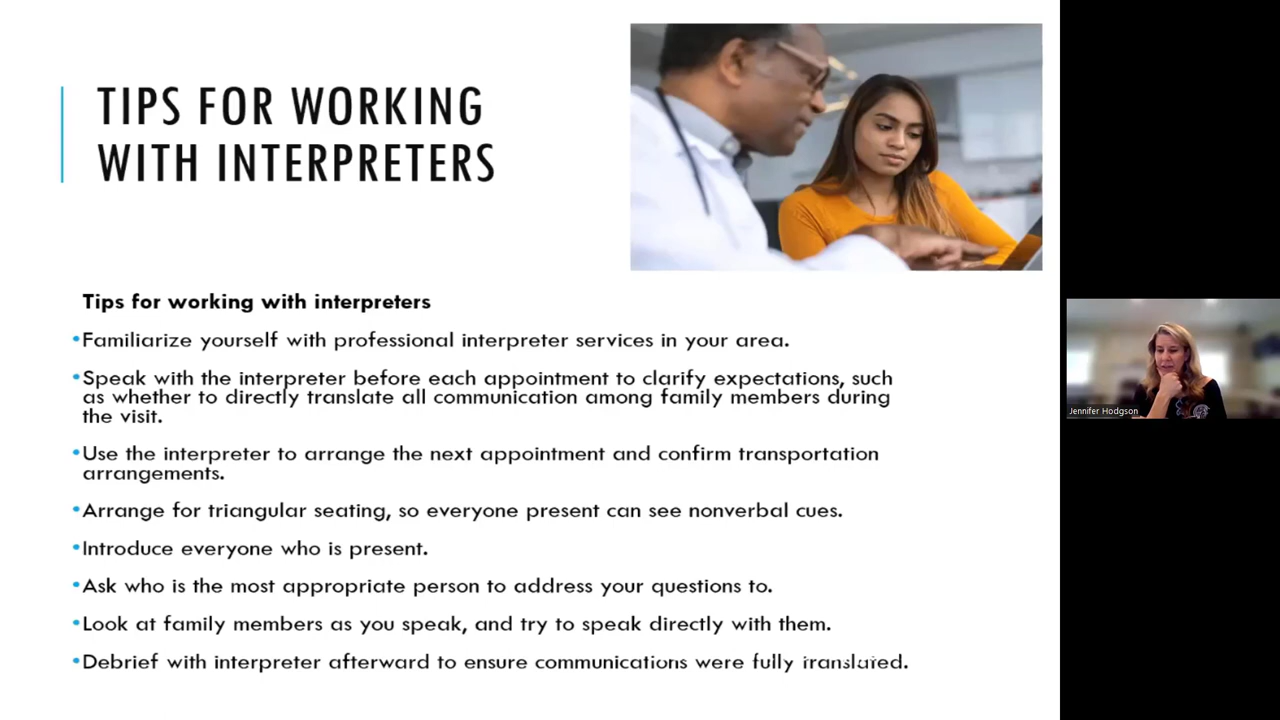 TIPS FOR WORKING
WITH INTERPRETERS
Tips for working with interpreters
•Familiarize yourself with professional interpreter services in your area.
•Speak with the interpreter before each appointment to clarify expectations, such
as whether to directly translate all communication among family members during
the visit.
•Use the interpreter to arrange the next appointment and confirm transportation
arrangements.
•Arrange for triangular seating, so everyone present can see nonverbal cues.
•Introduce everyone who is present.
•Ask who is the most appropriate person to address your questions to.
•Look at family members as you speak, and try to speak directly with them.
•Debrief with interpreter afterward to ensure communications were fully translated.
Jennifer Hodgson